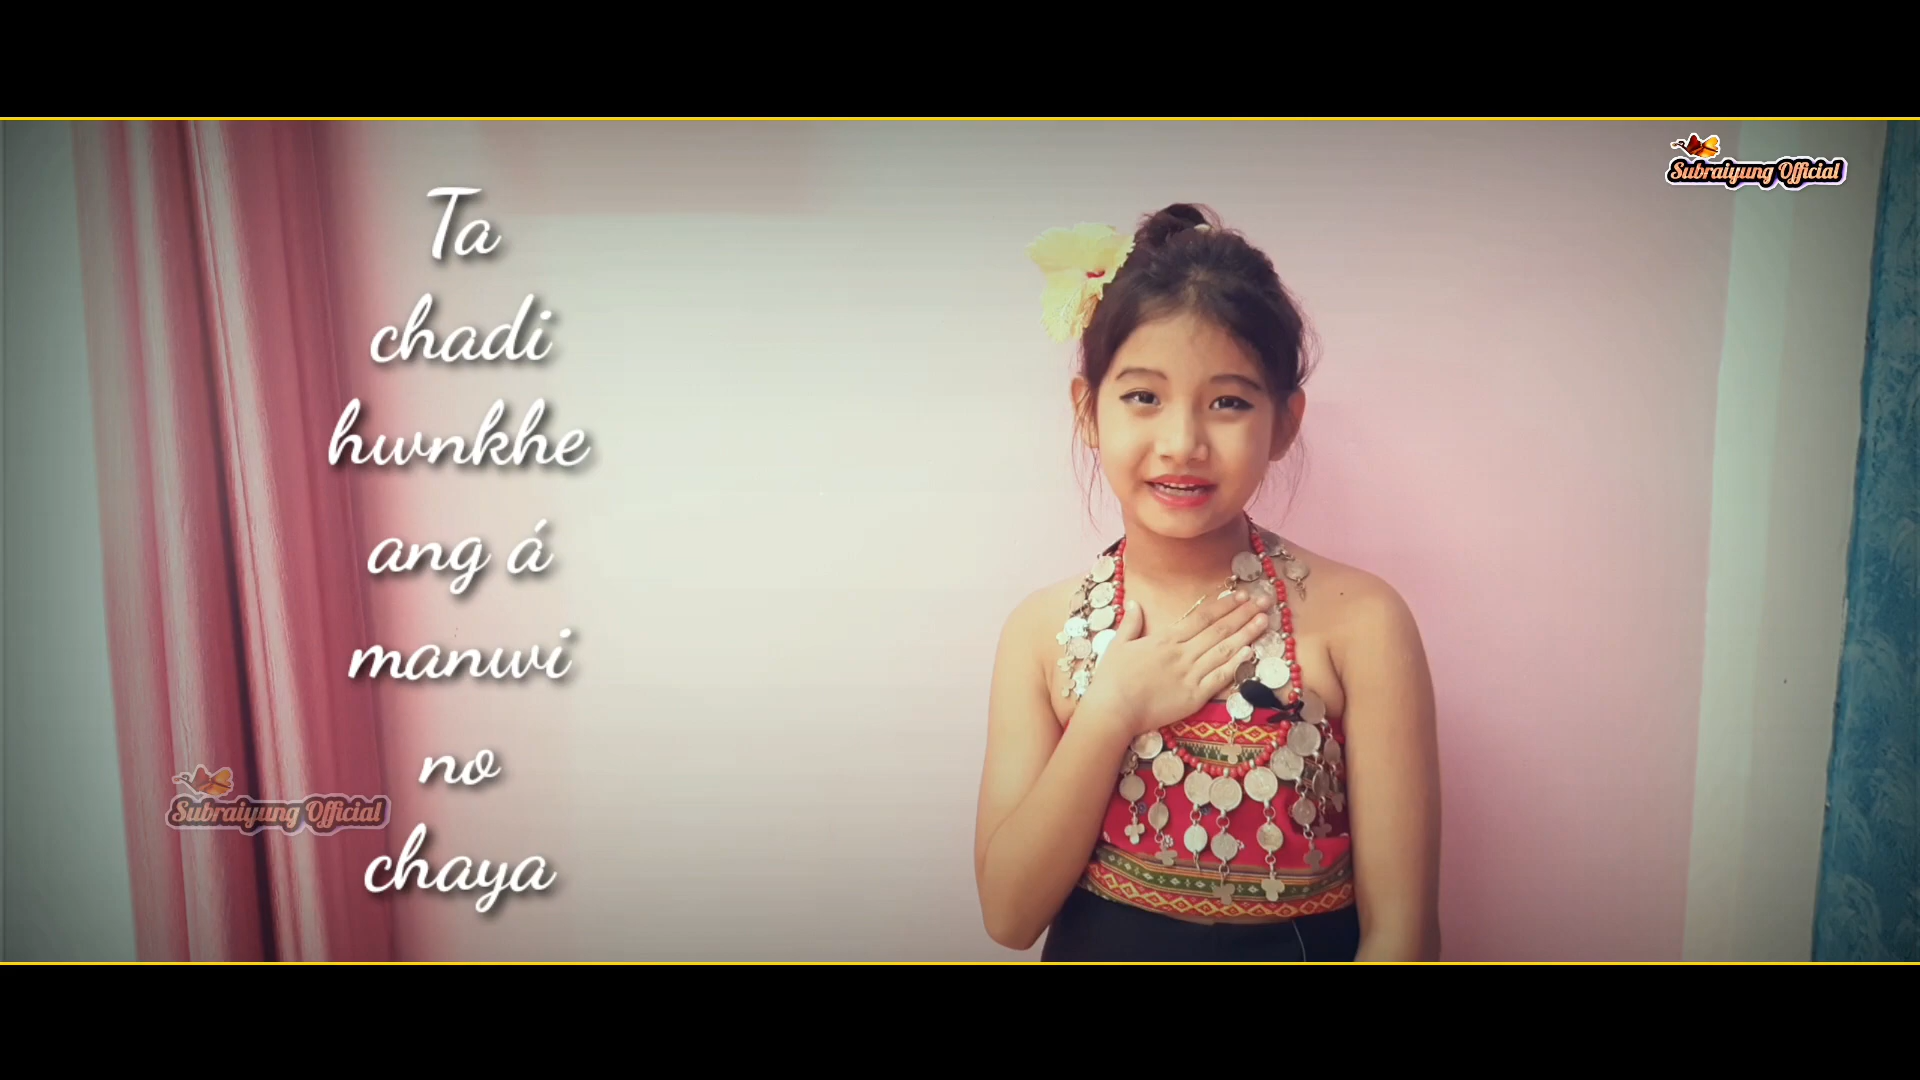 Subraiyung Official
Ta
chadi
hwnkhe
ang á
manwi
no
chaya
Subraiyung Official